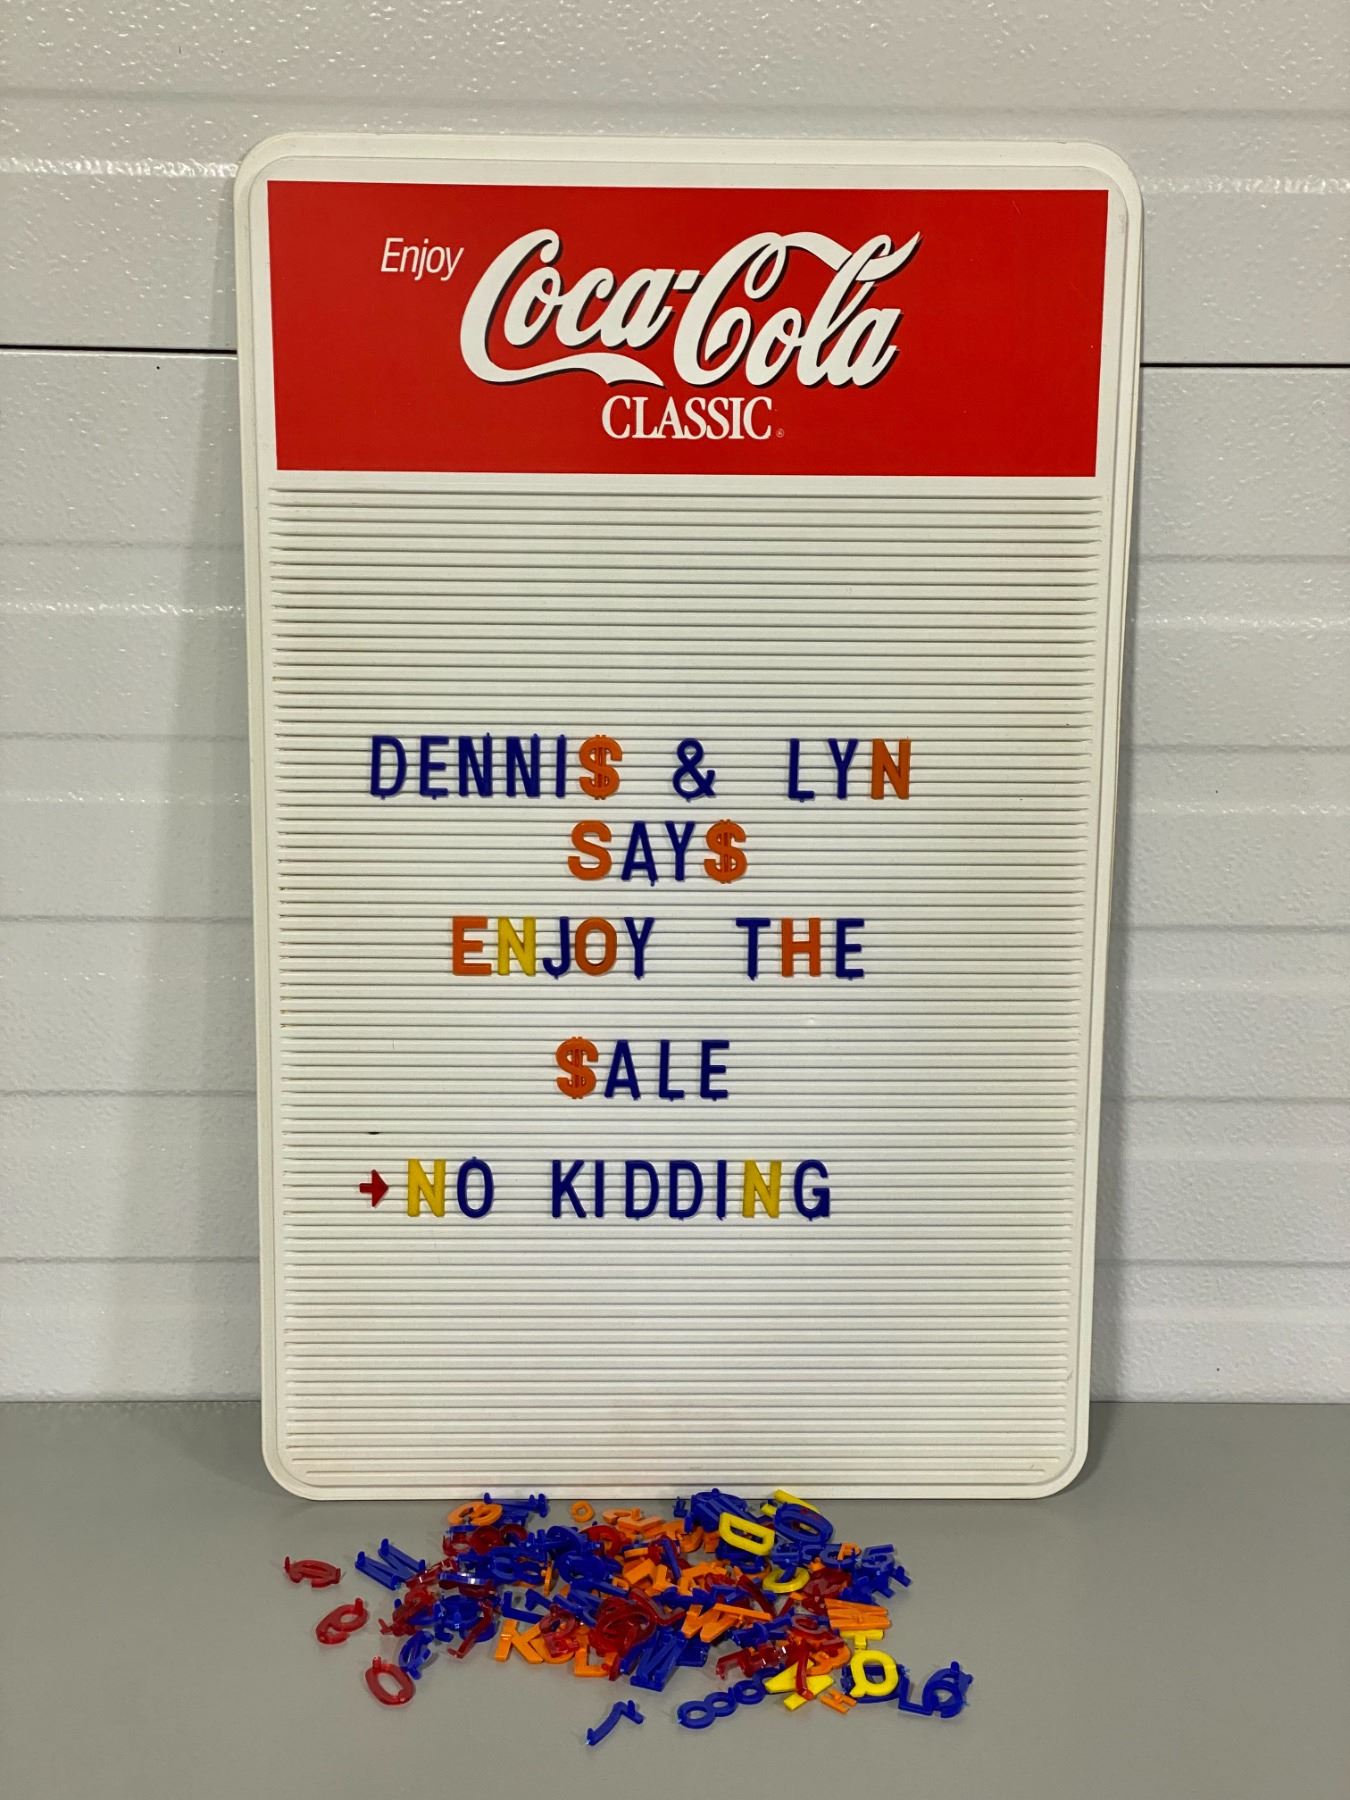 Enjoy Coca-Cola
CLASSIC®
DENNI$ & LYN
SAY$
ENJOY THE
$ALE
→NO KIDDING